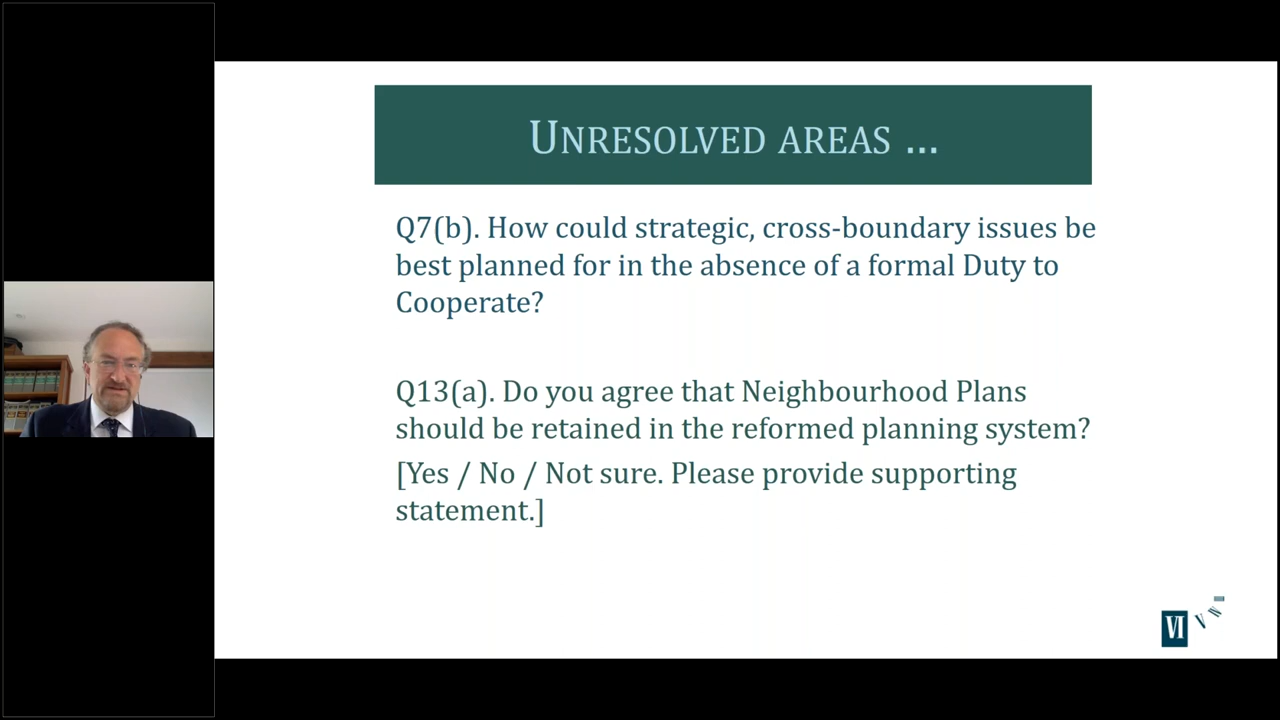 UNRESOLVED AREAS ...
Q7(b). How could strategic, cross-boundary issues be
best planned for in the absence of a formal Duty to
Cooperate?
Q13(a). Do you agree that Neighbourhood Plans
should be retained in the reformed planning system?
[Yes / No / Not sure. Please provide supporting
statement.]
VI